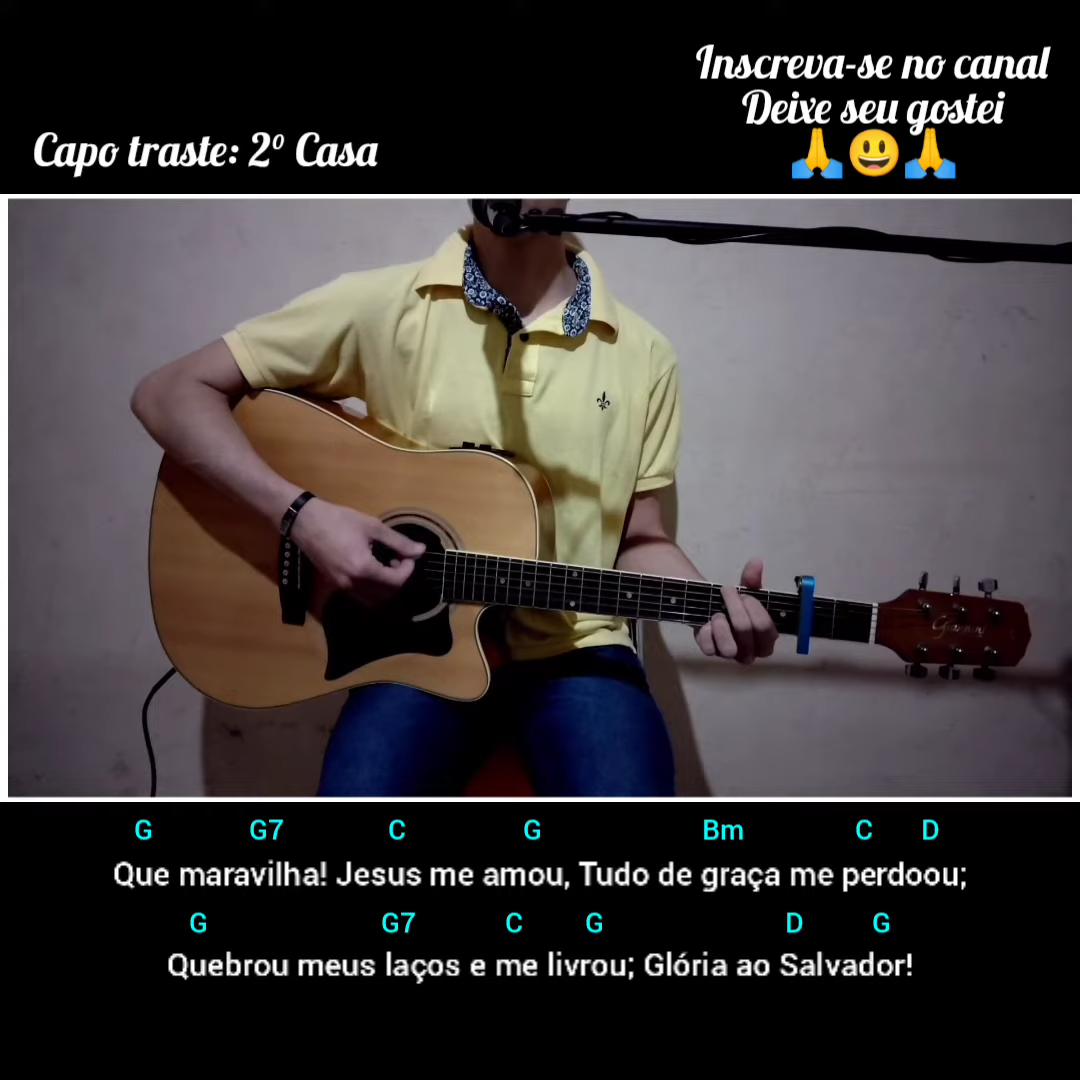 Inscreva-se no canal
Deixe seu gostei
🙏😃🙏
Capo traste: 2º Casa
Giannini
G G7 C G Bm C D
Que maravilha! Jesus me amou, Tudo de graça me perdoou;
G G7 C G D G
Quebrou meus laços e me livrou; Glória ao Salvador!